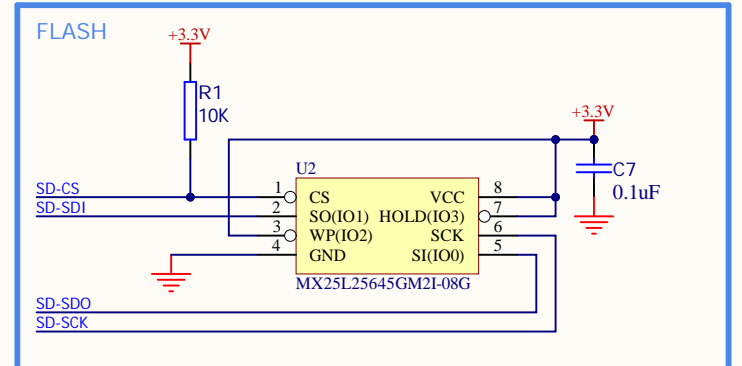 FLASH
+3.3V
R1
10K
+3.3V
C7
0.1uF
U2
SD-CS 1 CS VCC 8
SD-SDI 2 SO(IO1) HOLD(IO3) 7
3 WP(IO2) SCK 6
4 GND SI(IO0) 5
MX25L25645GM2I-08G
SD-SDO
SD-SCK